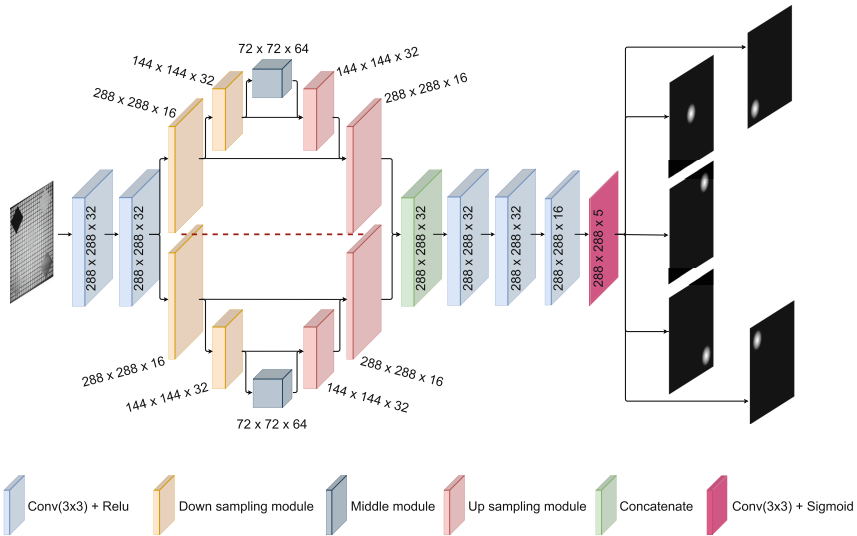 72 x 72 x 64
144 x 144 x 32
144 x 144 x 32
288 x 288 x 16
288 x 288 x 16
288 x 288 x 32
288 x 288 x 32
288 x 288 x 32
288 x 288 x 32
288 x 288 x 32
288 x 288 x 16
288 x 288 x 5
288 x 288 x 16
288 x 288 x 16
144 x 144 x 32
144 x 144 x 32
72 x 72 x 64
Conv(3x3) + Relu
Down sampling module
Middle module
Up sampling module
Concatenate
Conv(3x3) + Sigmoid